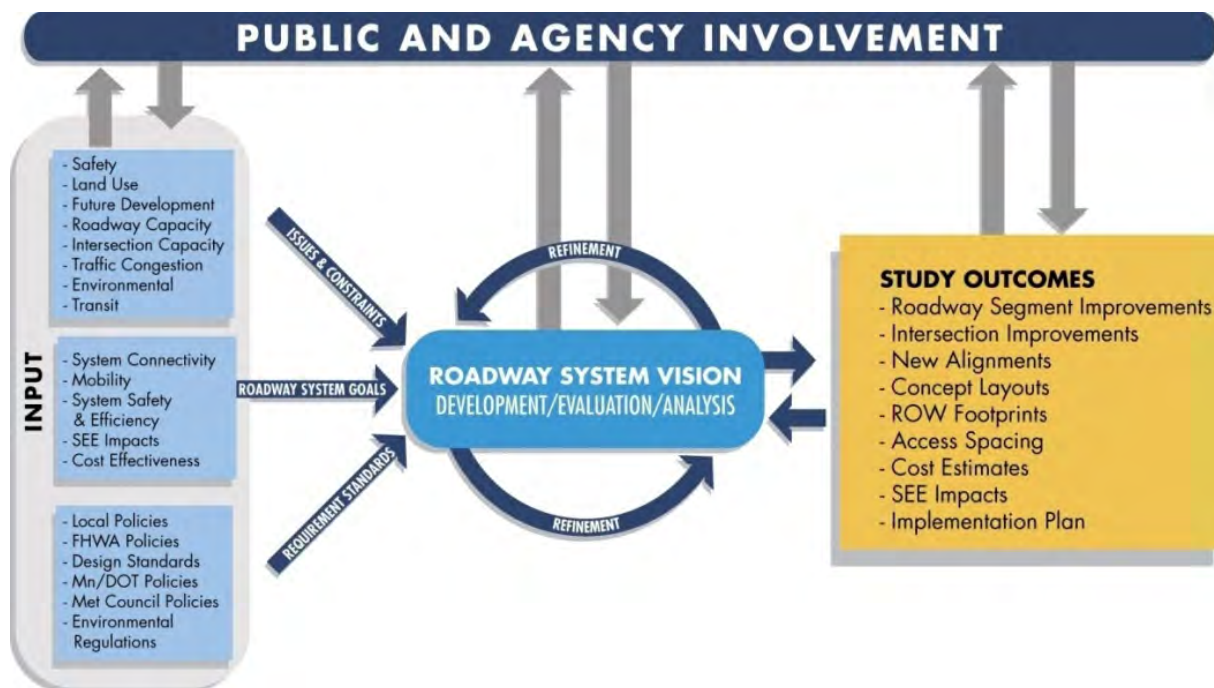 PUBLIC AND AGENCY INVOLVEMENT
INPUT
- Safety
- Land Use
- Future Development
- Roadway Capacity
- Intersection Capacity
- Traffic Congestion
- Environmental
- Transit
- System Connectivity
- Mobility
- System Safety
& Efficiency
- SEE Impacts
- Cost Effectiveness
- Local Policies
- FHWA Policies
- Design Standards
- Mn/DOT Policies
- Met Council Policies
- Environmental
Regulations
ISSUES & CONSTRAINTS
ROADWAY SYSTEM GOALS
REQUIREMENT STANDARDS
REFINEMENT
ROADWAY SYSTEM VISION
DEVELOPMENT/EVALUATION/ANALYSIS
REFINEMENT
STUDY OUTCOMES
- Roadway Segment Improvements
- Intersection Improvements
- New Alignments
- Concept Layouts
- ROW Footprints
- Access Spacing
- Cost Estimates
- SEE Impacts
- Implementation Plan